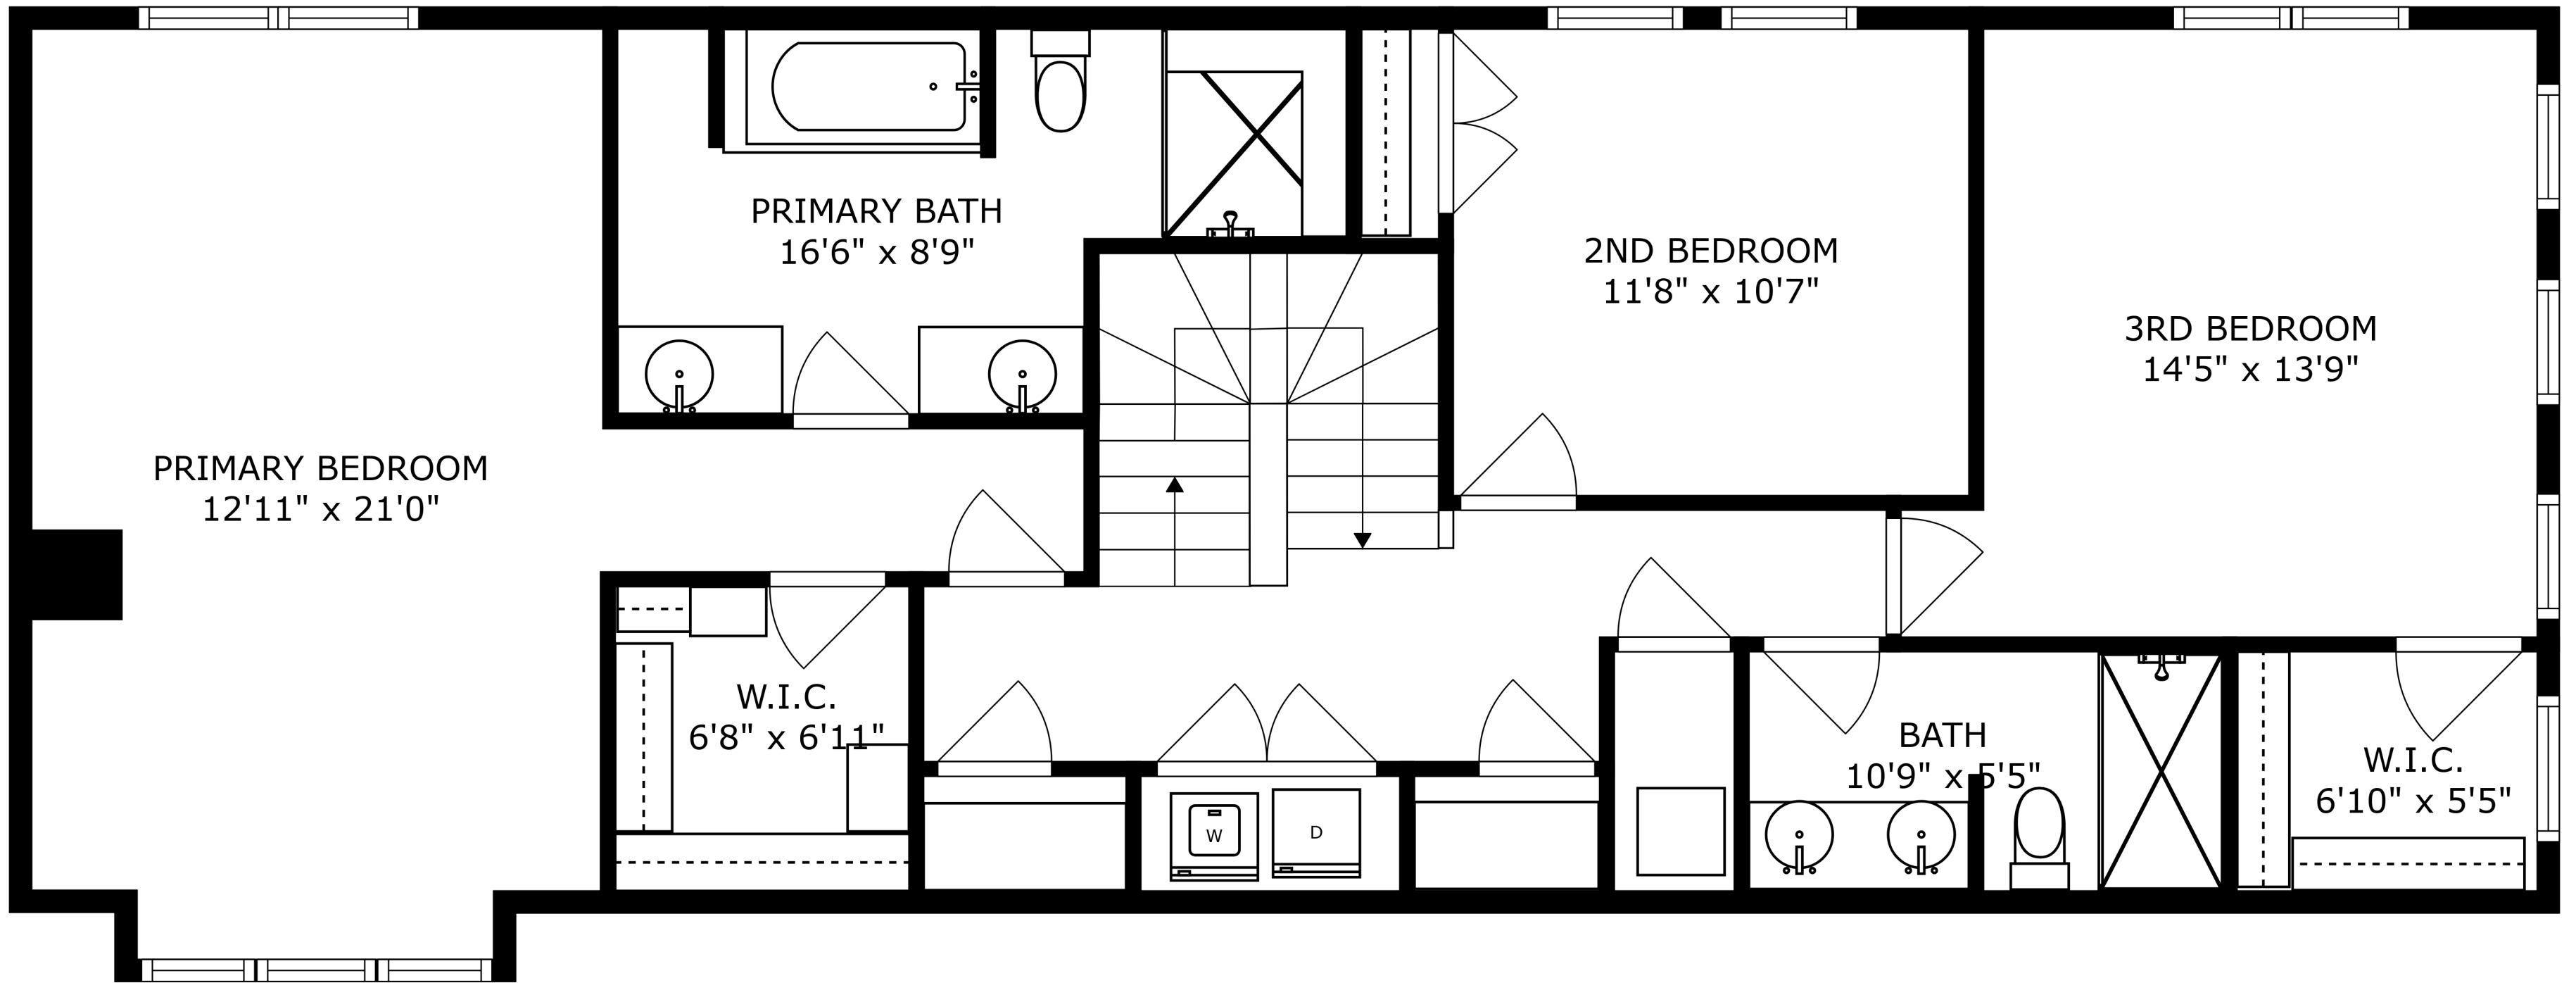 PRIMARY BEDROOM
12'11" x 21'0"
PRIMARY BATH
16'6" x 8'9"
2ND BEDROOM
11'8" x 10'7"
3RD BEDROOM
14'5" x 13'9"
W.I.C.
6'8" x 6'11"
W
D
BATH
10'9" x 5'5"
W.I.C.
6'10" x 5'5"